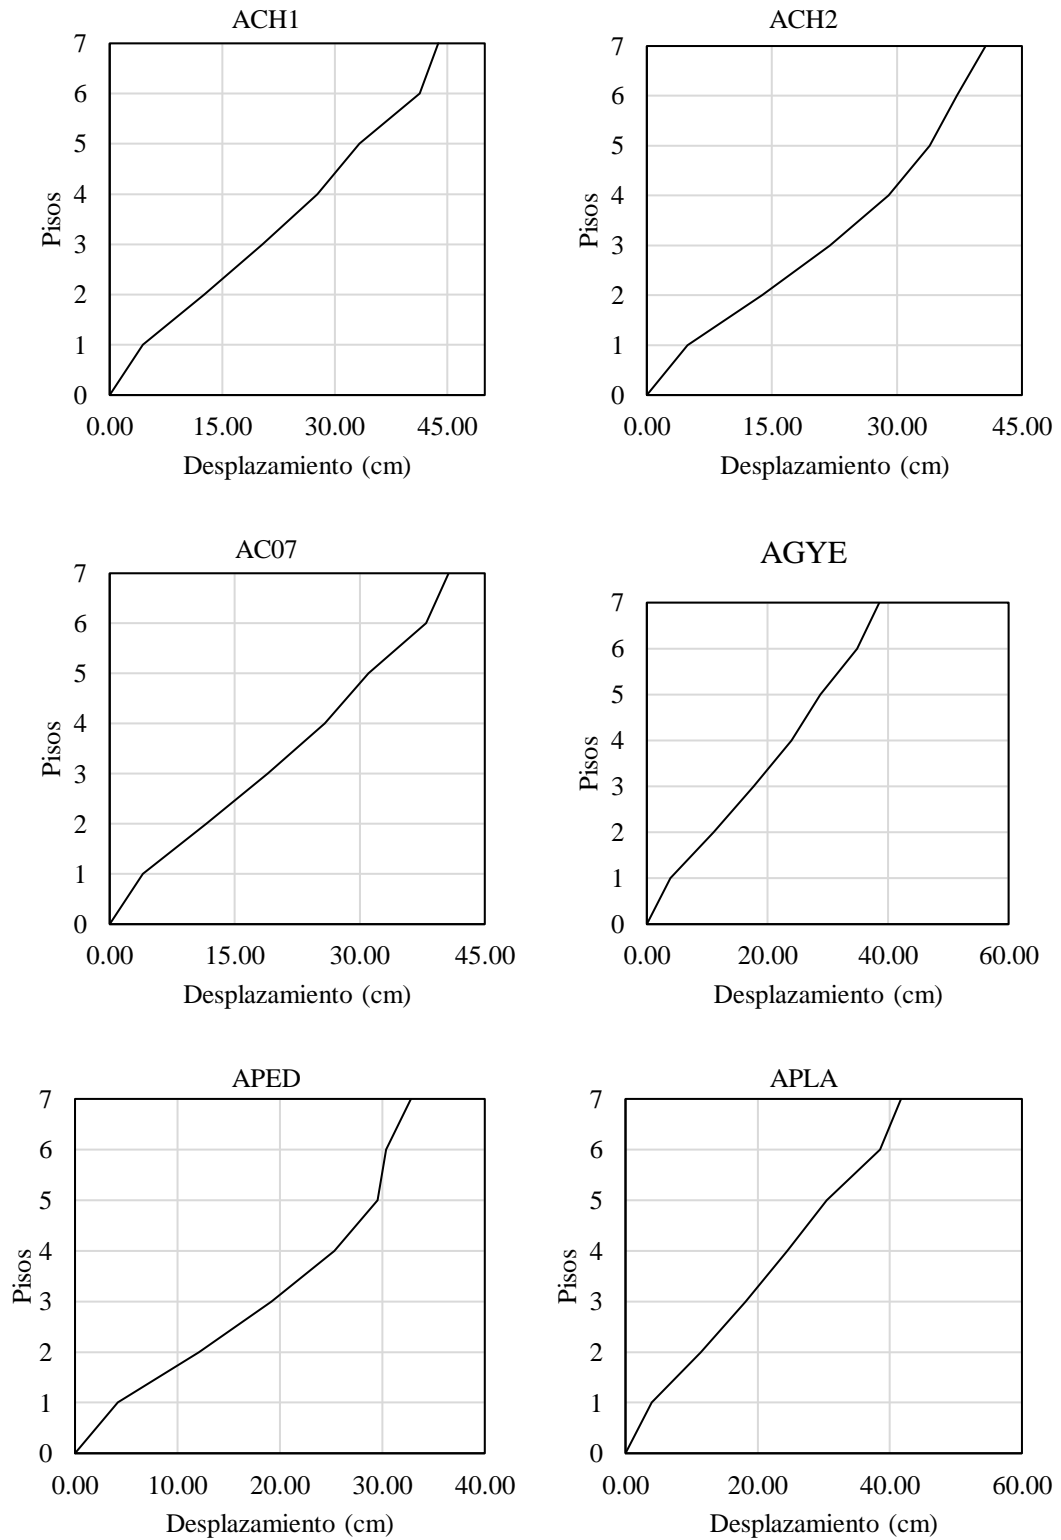 ACH1
7
6
5
4
3
2
1
0
Pisos
0.00 15.00 30.00 45.00
Desplazamiento (cm)
ACH2
7
6
5
4
3
2
1
0
Pisos
0.00 15.00 30.00 45.00
Desplazamiento (cm)
AC07
7
6
5
4
3
2
1
0
Pisos
0.00 15.00 30.00 45.00
Desplazamiento (cm)
AGYE
7
6
5
4
3
2
1
0
Pisos
0.00 20.00 40.00 60.00
Desplazamiento (cm)
APED
7
6
5
4
3
2
1
0
Pisos
0.00 10.00 20.00 30.00 40.00
Desplazamiento (cm)
APLA
7
6
5
4
3
2
1
0
Pisos
0.00 20.00 40.00 60.00
Desplazamiento (cm)